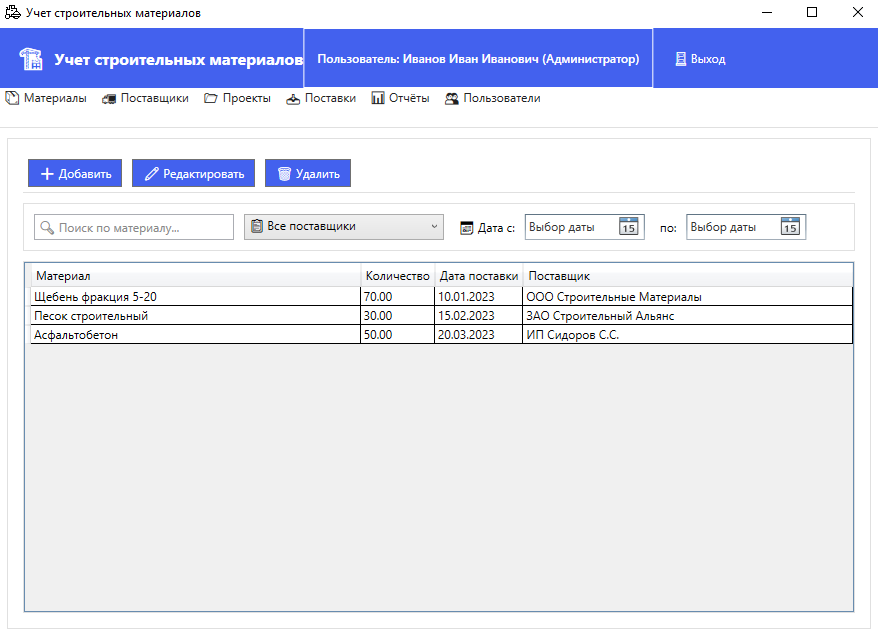 Учет строительных материалов
Учет строительных материалов Пользователь: Иванов Иван Иванович (Администратор) Выход
Материалы Поставщики Проекты Поставки Отчёты Пользователи
Добавить Редактировать Удалить
Поиск по материалу... Все поставщики Дата с: Выбор даты 15 по: Выбор даты 15
Материал Количество Дата поставки Поставщик
Щебень фракция 5-20 70.00 10.01.2023 ООО Строительные Материалы
Песок строительный 30.00 15.02.2023 ЗАО Строительный Альянс
Асфальтобетон 50.00 20.03.2023 ИП Сидоров С.С.